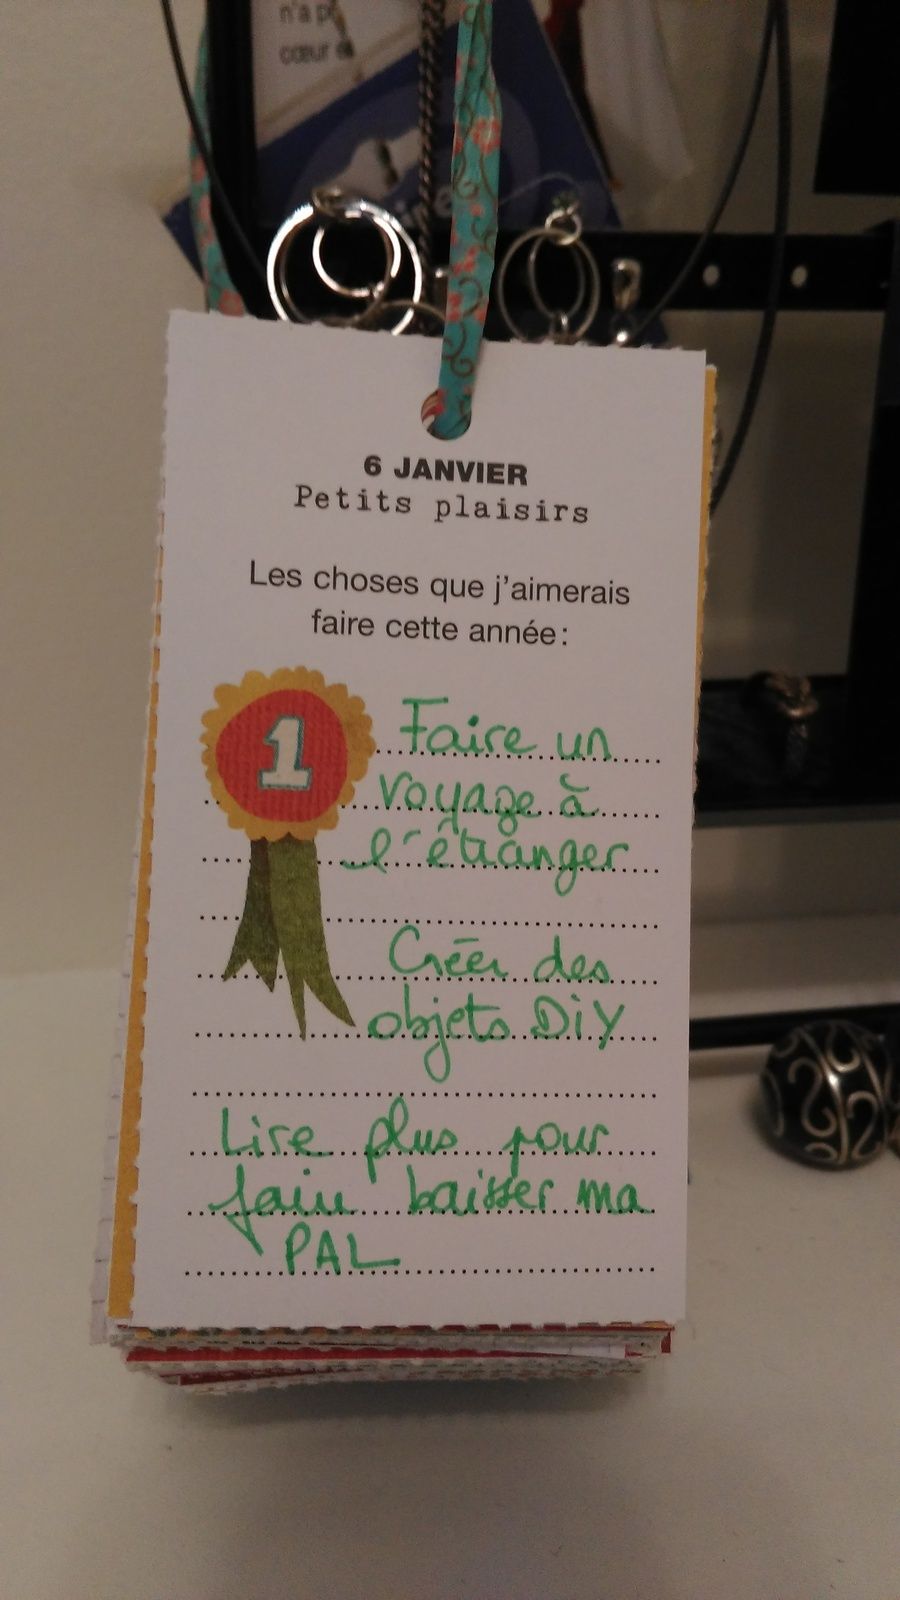 n'a p
cœur e
6 JANVIER
Petits plaisirs
Les choses que j'aimerais
faire cette année:
1
Faire un
voyage à
l'étranger
Créer des
objets DiY
Lire plus pour
faire baisser ma
PAL